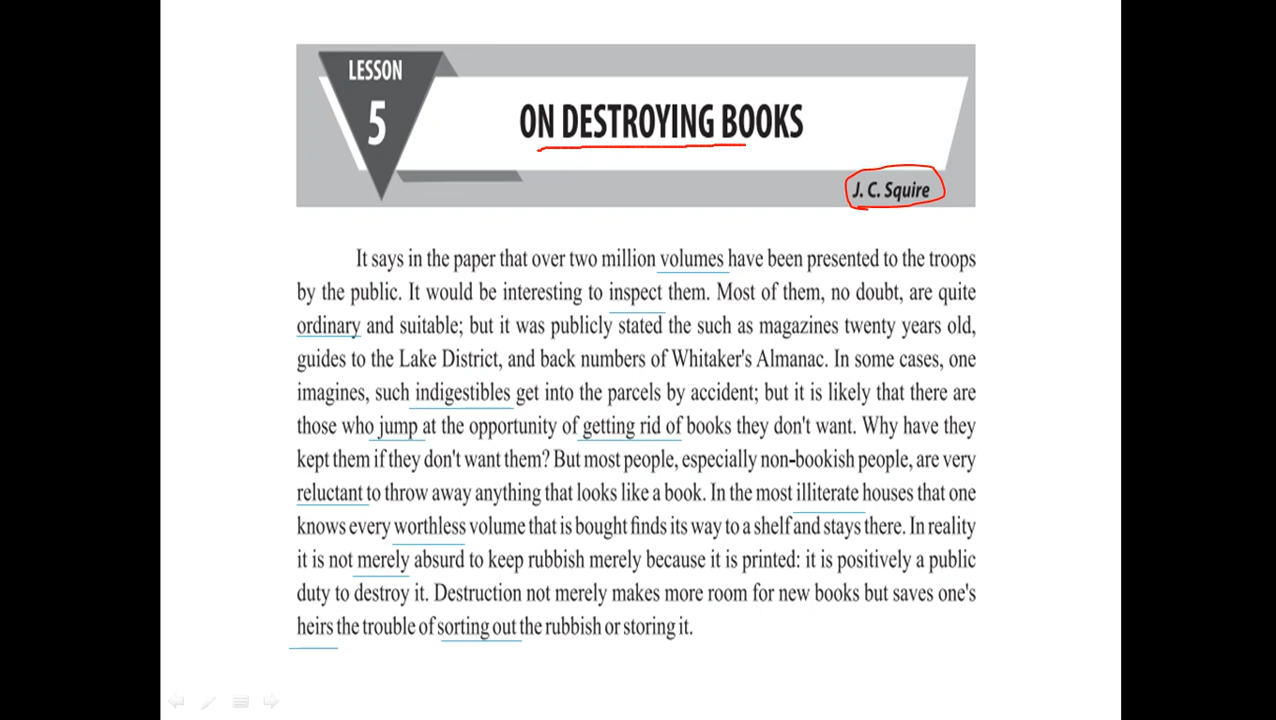 LESSON
5
ON DESTROYING BOOKS
J. C. Squire
It says in the paper that over two million volumes have been presented to the troops
by the public. It would be interesting to inspect them. Most of them, no doubt, are quite
ordinary and suitable; but it was publicly stated the such as magazines twenty years old,
guides to the Lake District, and back numbers of Whitaker's Almanac. In some cases, one
imagines, such indigestibles get into the parcels by accident; but it is likely that there are
those who jump at the opportunity of getting rid of books they don't want. Why have they
kept them if they don't want them? But most people, especially non-bookish people, are very
reluctant to throw away anything that looks like a book. In the most illiterate houses that one
knows every worthless volume that is bought finds its way to a shelf and stays there. In reality
it is not merely absurd to keep rubbish merely because it is printed: it is positively a public
duty to destroy it. Destruction not merely makes more room for new books but saves one's
heirs the trouble of sorting out the rubbish or storing it.